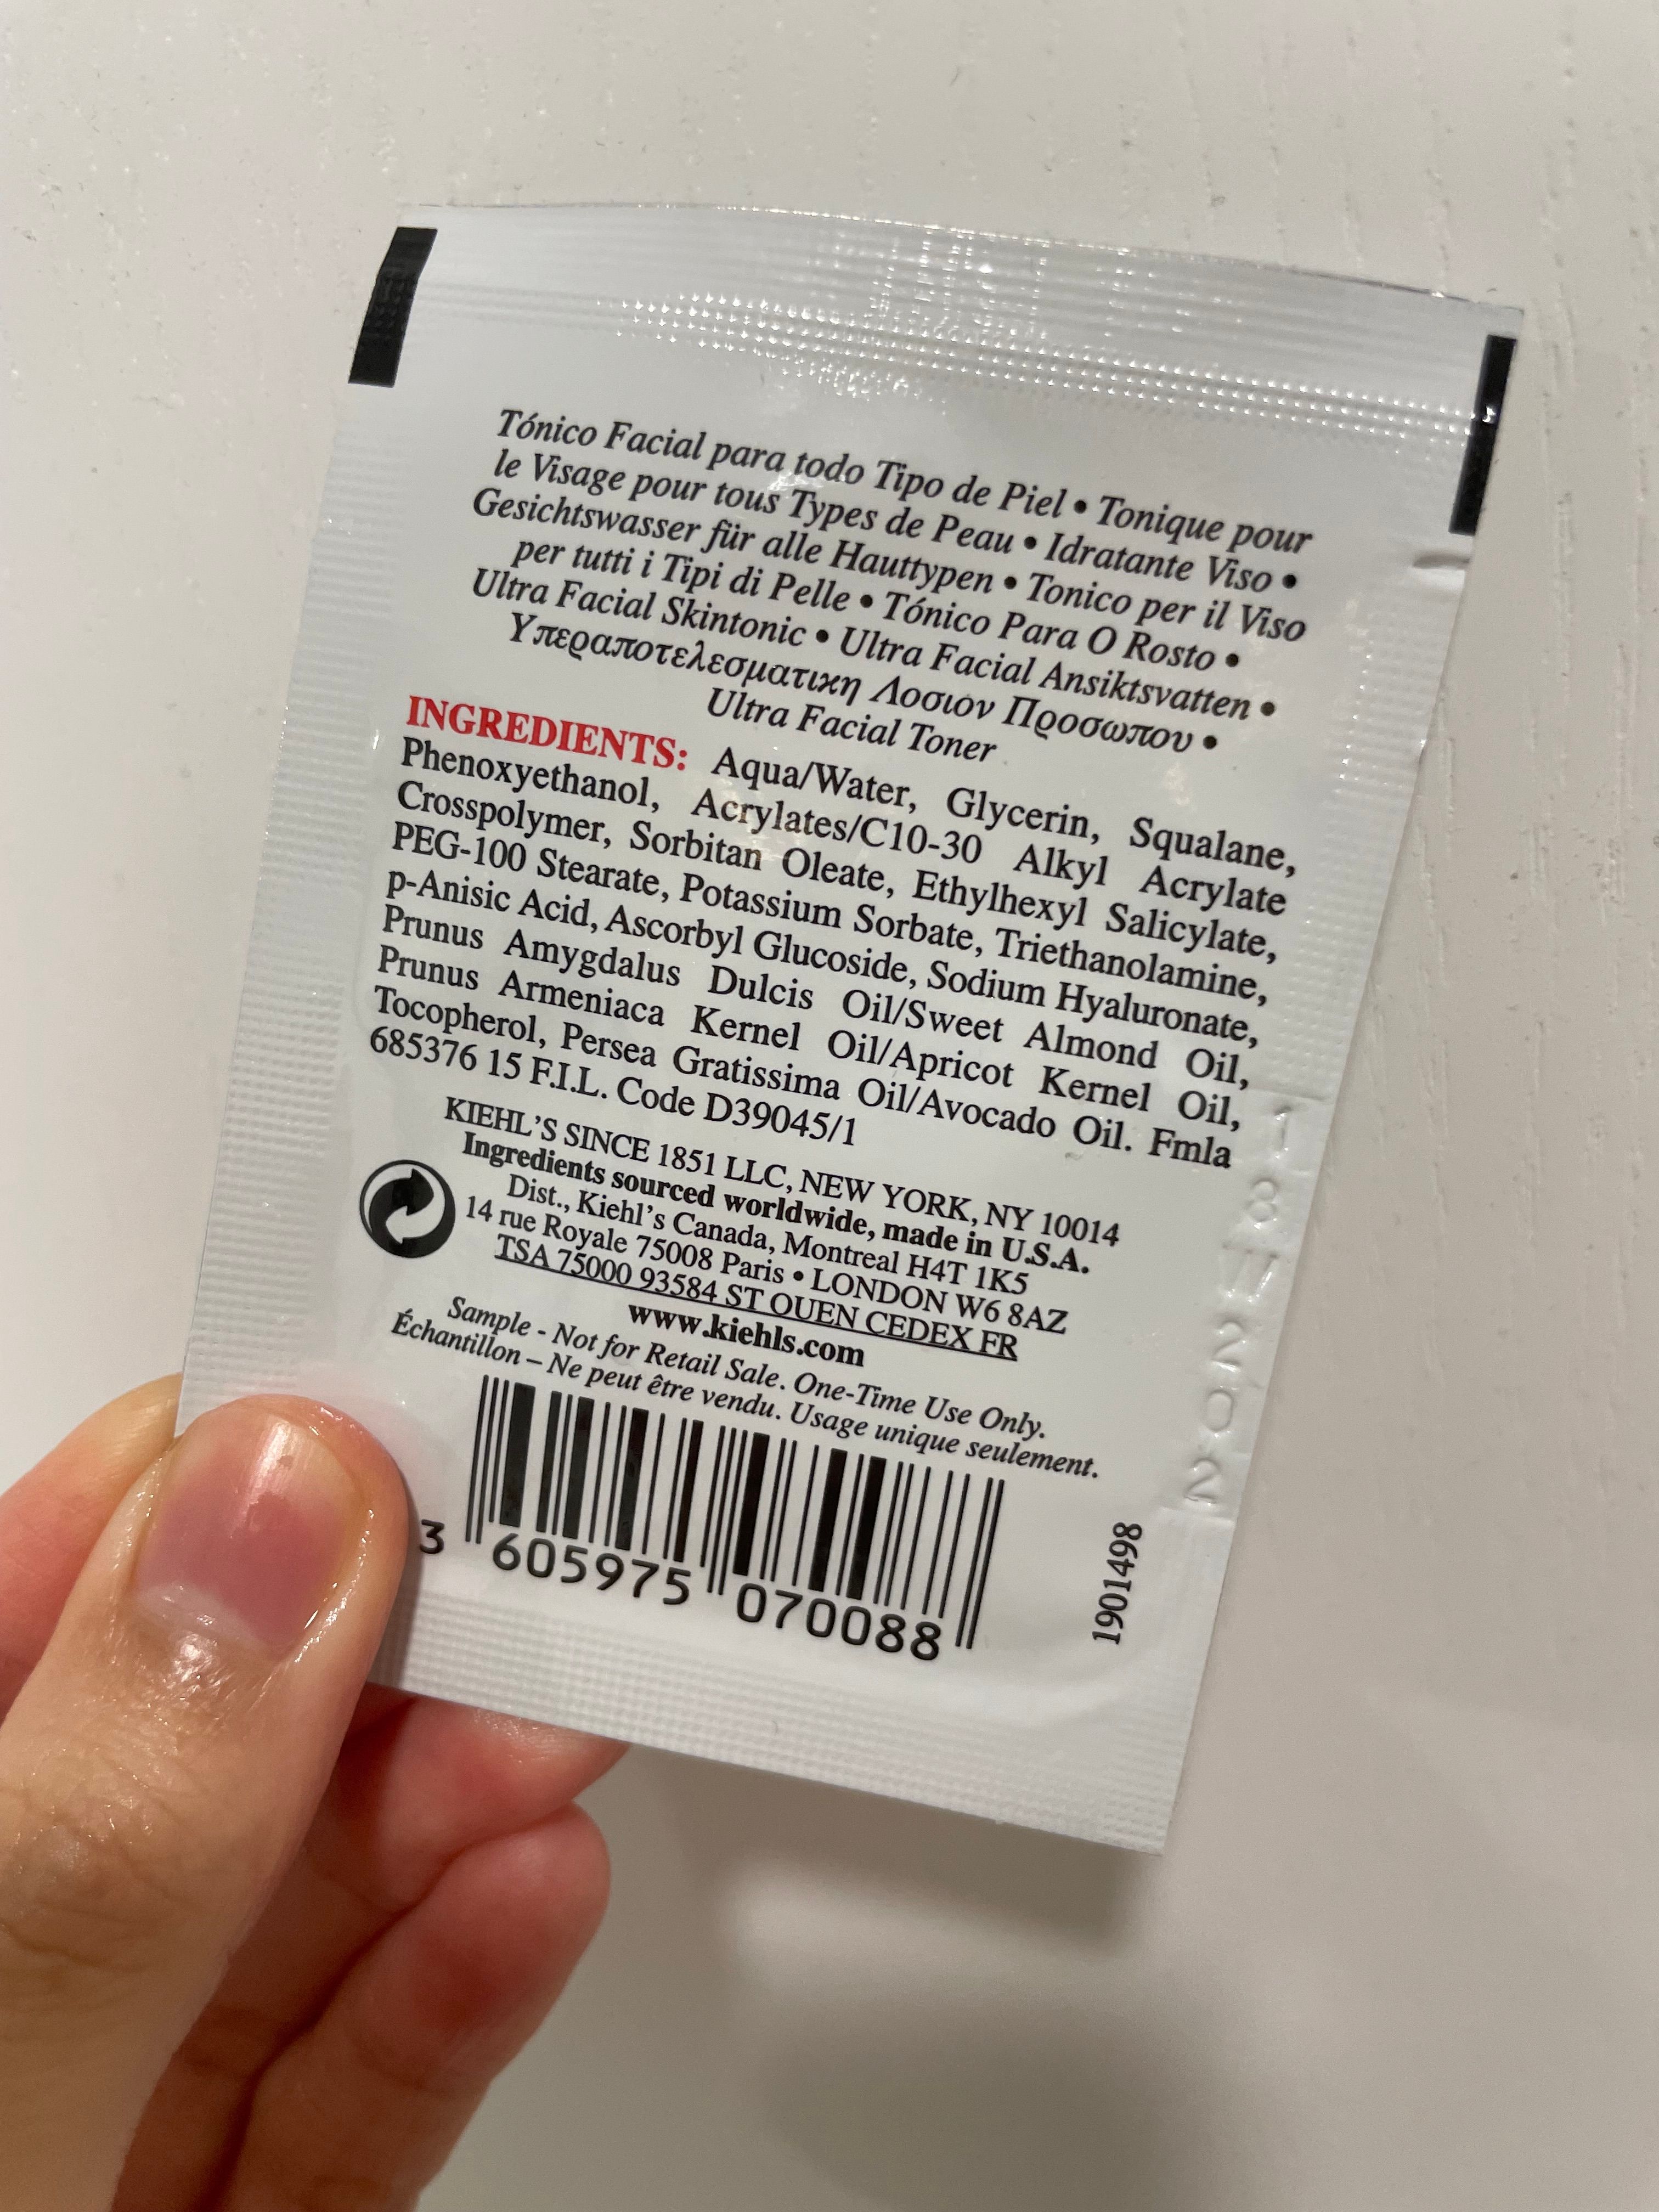 Tónico Facial para todo Tipo de Piel • Tonique pour
le Visage pour tous Types de Peau • Idratante Viso •
Gesichtswasser für alle Hauttypen • Tonico per il Viso
per tutti i Tipi di Pelle • Tónico Para O Rosto •
Ultra Facial Skintonic • Ultra Facial Ansiktsvatten •
Υπεραποτελεσματικη Λοσιον Προσωπου •
Ultra Facial Toner
INGREDIENTS: Aqua/Water, Glycerin, Squalane,
Phenoxyethanol, Acrylates/C10-30 Alkyl Acrylate
Crosspolymer, Sorbitan Oleate, Ethylhexyl Salicylate,
PEG-100 Stearate, Potassium Sorbate, Triethanolamine,
p-Anisic Acid, Ascorbyl Glucoside, Sodium Hyaluronate,
Prunus Amygdalus Dulcis Oil/Sweet Almond Oil,
Prunus Armeniaca Kernel Oil/Apricot Kernel Oil,
Tocopherol, Persea Gratissima Oil/Avocado Oil. Fmla
685376 15 F.I.L. Code D39045/1
KIEHL'S SINCE 1851 LLC, NEW YORK, NY 10014
Ingredients sourced worldwide, made in U.S.A.
Dist., Kiehl's Canada, Montreal H4T 1K5
14 rue Royale 75008 Paris • LONDON W6 8AZ
TSA 75000 93584 ST OUEN CEDEX FR
www.kiehls.com
Sample - Not for Retail Sale. One-Time Use Only.
Échantillon – Ne peut être vendu. Usage unique seulement.
3 605975 070088
1901498
18W202